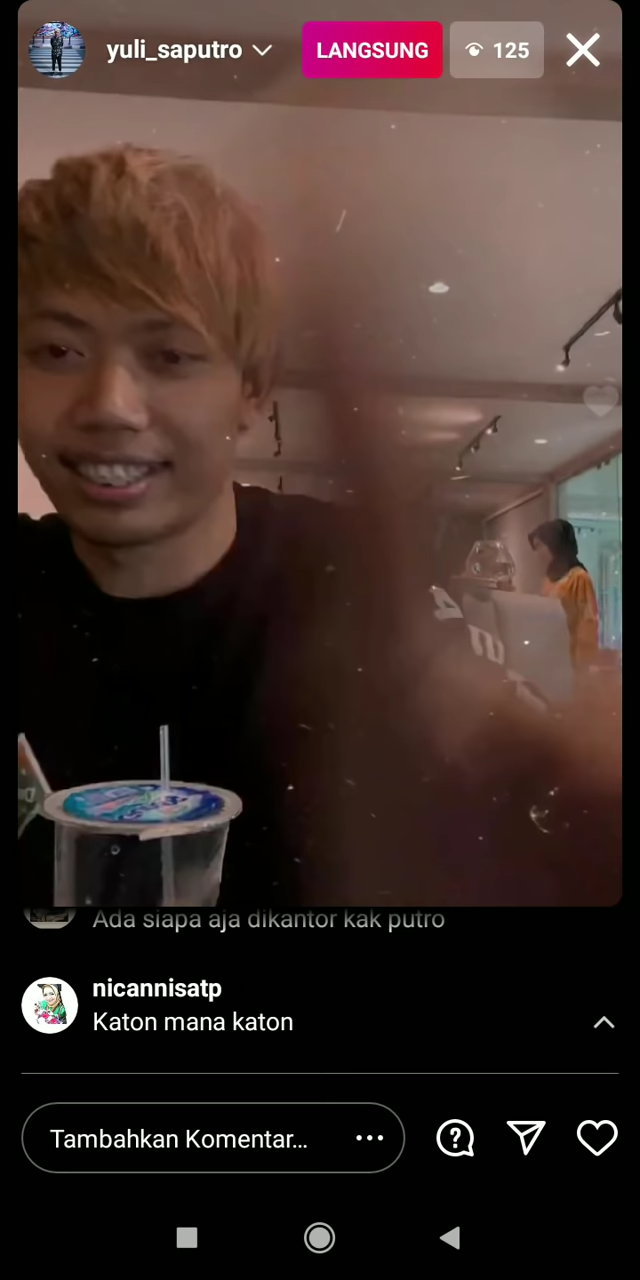 yuli_saputro
LANGSUNG
125
Ada siapa aja dikantor kak putro
nicannisatp
Katon mana katon
Tambahkan Komentar...